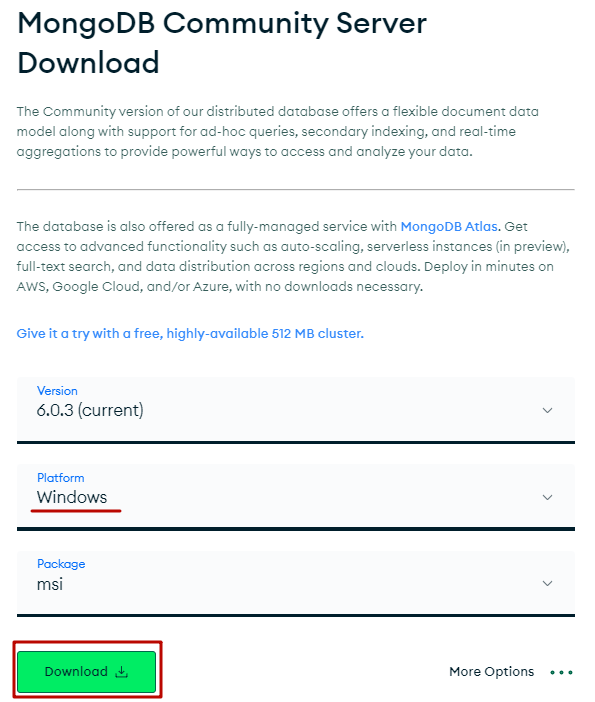 MongoDB Community Server
Download
The Community version of our distributed database offers a flexible document data
model along with support for ad-hoc queries, secondary indexing, and real-time
aggregations to provide powerful ways to access and analyze your data.
The database is also offered as a fully-managed service with MongoDB Atlas. Get
access to advanced functionality such as auto-scaling, serverless instances (in preview),
full-text search, and data distribution across regions and clouds. Deploy in minutes on
AWS, Google Cloud, and/or Azure, with no downloads necessary.
Give it a try with a free, highly-available 512 MB cluster.
Version
6.0.3 (current)
Platform
Windows
Package
msi
Download
More Options